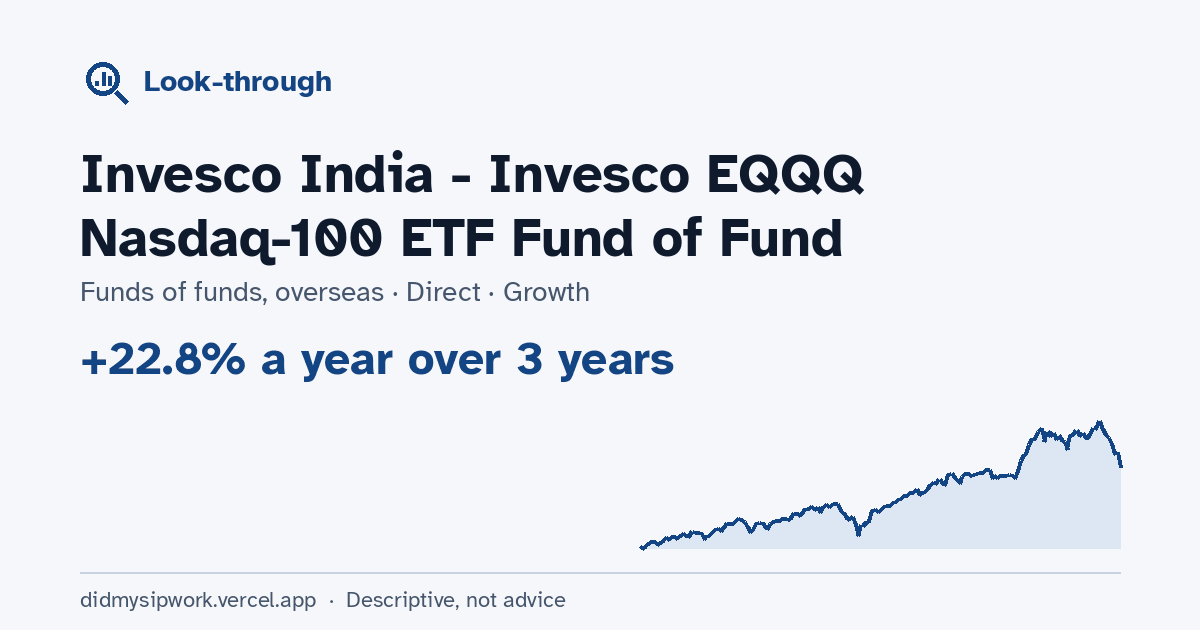 Look-through
Invesco India - Invesco EQQQ
Nasdaq-100 ETF Fund of Fund
Funds of funds, overseas · Direct · Growth
+22.8% a year over 3 years
didmysipwork.vercel.app · Descriptive, not advice